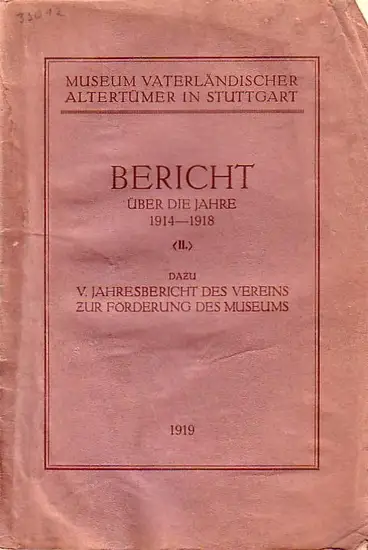 MUSEUM VATERLÄNDISCHER
ALTERTÜMER IN STUTTGART
BERICHT
ÜBER DIE JAHRE
1914—1918
⟨II.⟩
DAZU
V. JAHRESBERICHT DES VEREINS
ZUR FÖRDERUNG DES MUSEUMS
1919